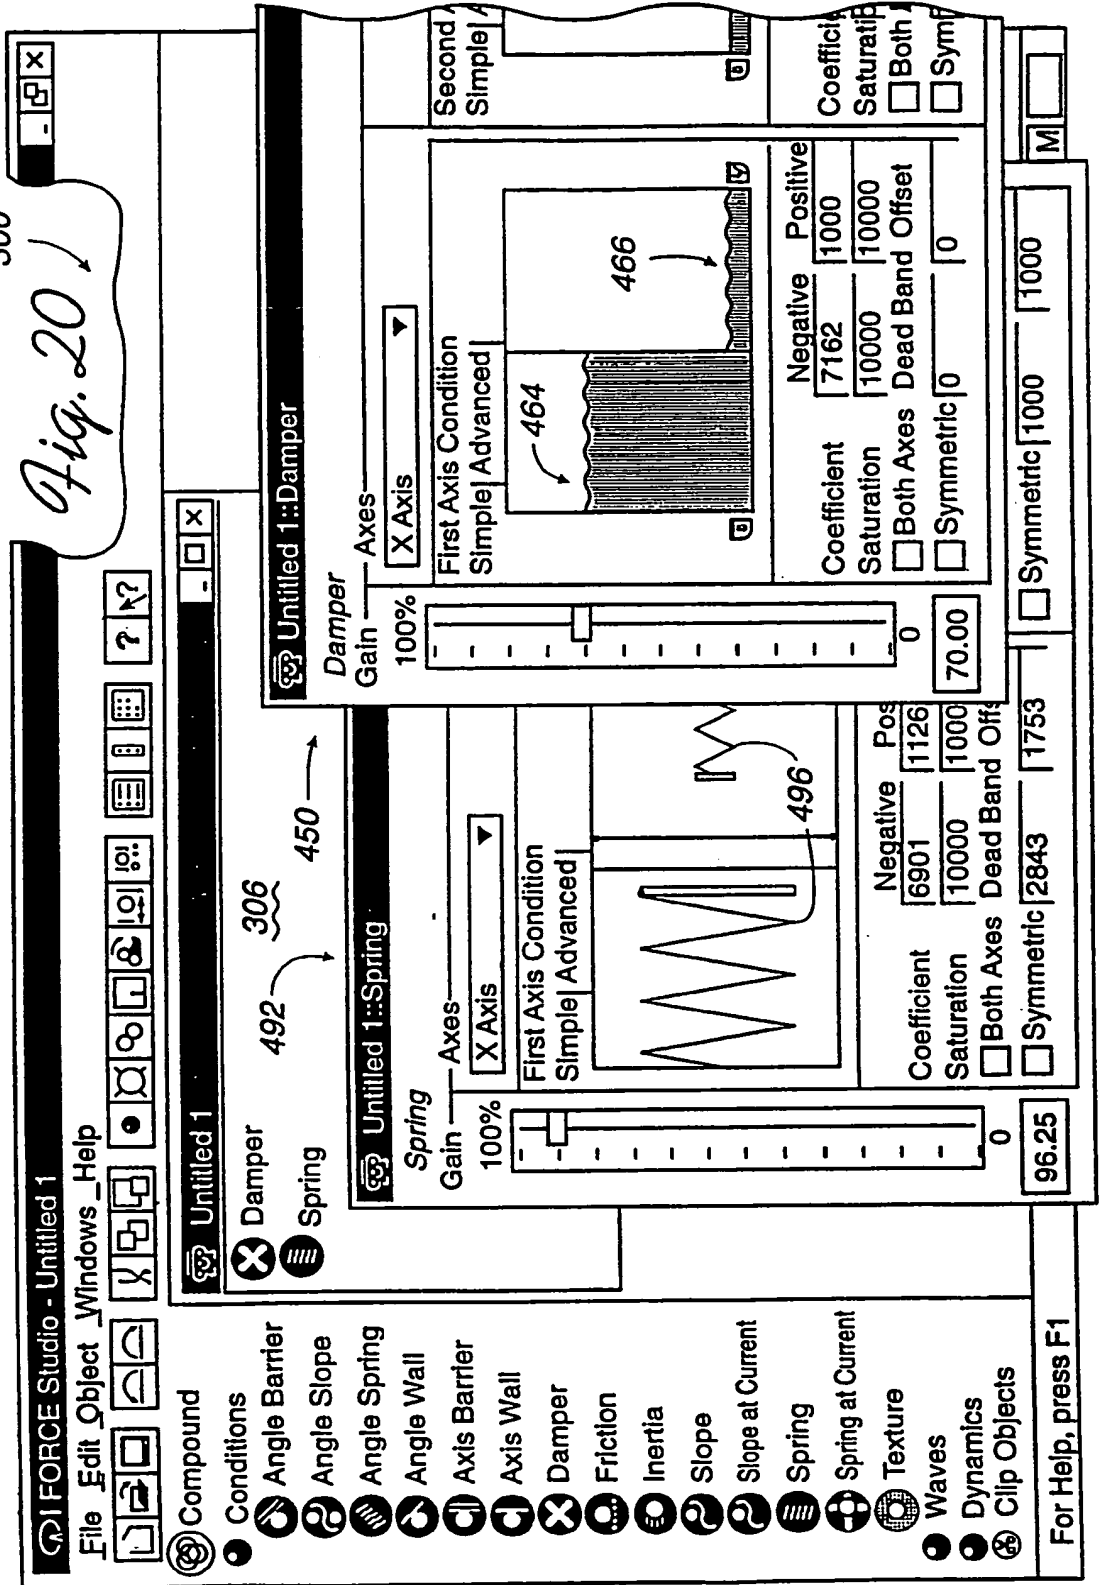 Fig. 20
I FORCE Studio - Untitled 1
File Edit Object Windows Help
Compound
Conditions
Angle Barrier
Angle Slope
Angle Spring
Angle Wall
Axis Barrier
Axis Wall
Damper
Friction
Inertia
Slope
Slope at Current
Spring
Spring at Current
Texture
Waves
Dynamics
Clip Objects
For Help, press F1
M
Untitled 1
Damper
Spring
306
492
450
Untitled 1::Spring
Spring
Gain
100%
0
96.25
Axes
X Axis
First Axis Condition
Simple Advanced
496
Negative
Coefficient 6901 1126
Saturation 10000 1000
Both Axes Dead Band
Symmetric 2843 1753
Symmetric 1000 1000
Untitled 1::Damper
Damper
Gain
100%
0
70.00
Axes
X Axis
First Axis Condition
Simple Advanced
464
466
Negative Positive
Coefficient 7162 1000
Saturation 10000 10000
Both Axes Dead Band Offset
Symmetric 0 0
Second
Simple
Both